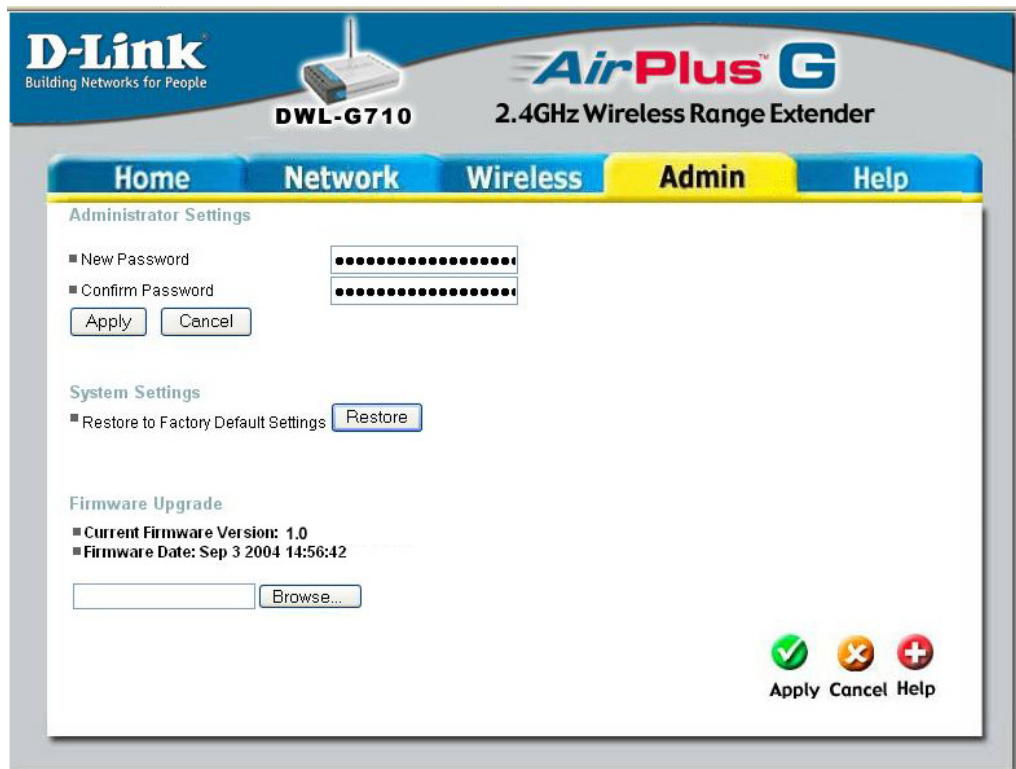 D-Link
Building Networks for People
DWL-G710
AirPlus™ G
2.4GHz Wireless Range Extender
Home Network Wireless Admin Help
Administrator Settings
New Password
Confirm Password
Apply Cancel
System Settings
Restore to Factory Default Settings Restore
Firmware Upgrade
Current Firmware Version: 1.0
Firmware Date: Sep 3 2004 14:56:42
Browse...
Apply Cancel Help